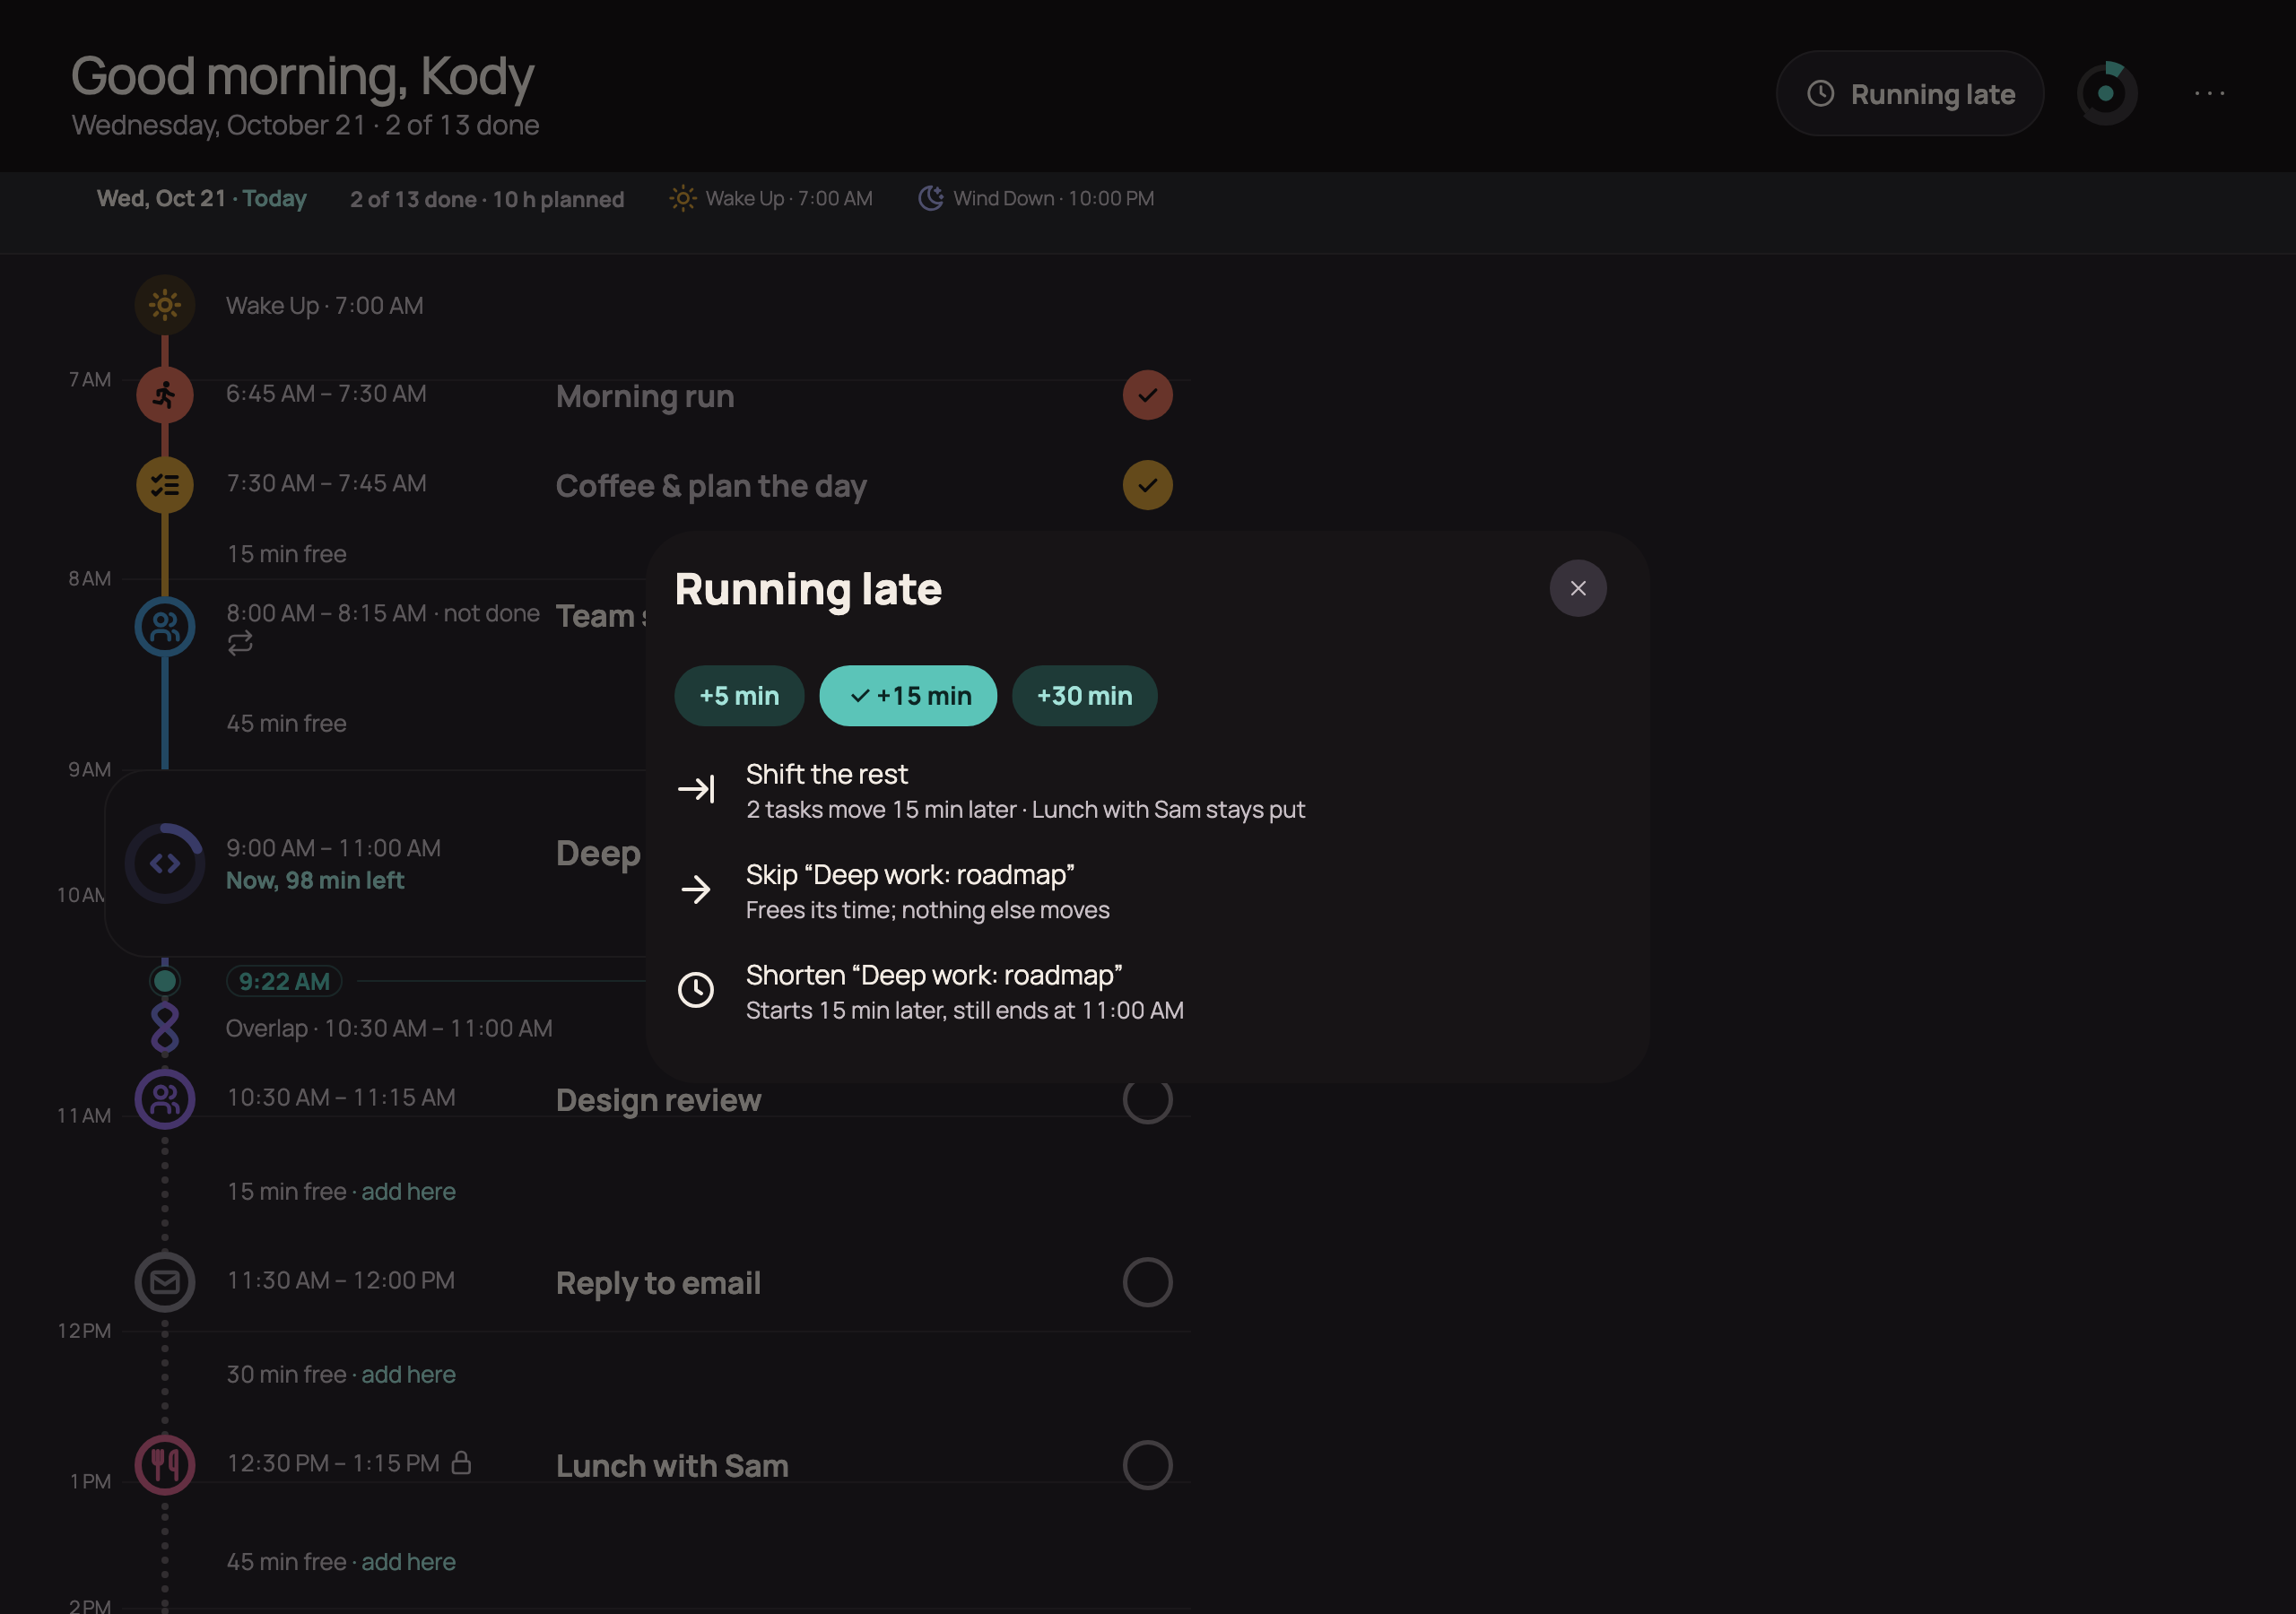 Good morning, Kody
Wednesday, October 21 · 2 of 13 done
Running late
Wed, Oct 21 · Today
2 of 13 done · 10 h planned
Wake Up · 7:00 AM
Wind Down · 10:00 PM
Wake Up · 7:00 AM
7 AM
6:45 AM – 7:30 AM
Morning run
7:30 AM – 7:45 AM
Coffee & plan the day
15 min free
8 AM
8:00 AM – 8:15 AM · not done
Team
45 min free
9 AM
9:00 AM – 11:00 AM
Now, 98 min left
Deep
10 AM
9:22 AM
Overlap · 10:30 AM – 11:00 AM
10:30 AM – 11:15 AM
Design review
11 AM
15 min free · add here
11:30 AM – 12:00 PM
Reply to email
12 PM
30 min free · add here
12:30 PM – 1:15 PM
Lunch with Sam
1 PM
45 min free · add here
2 PM
Running late
+5 min
+15 min
+30 min
Shift the rest
2 tasks move 15 min later · Lunch with Sam stays put
Skip “Deep work: roadmap”
Frees its time; nothing else moves
Shorten “Deep work: roadmap”
Starts 15 min later, still ends at 11:00 AM